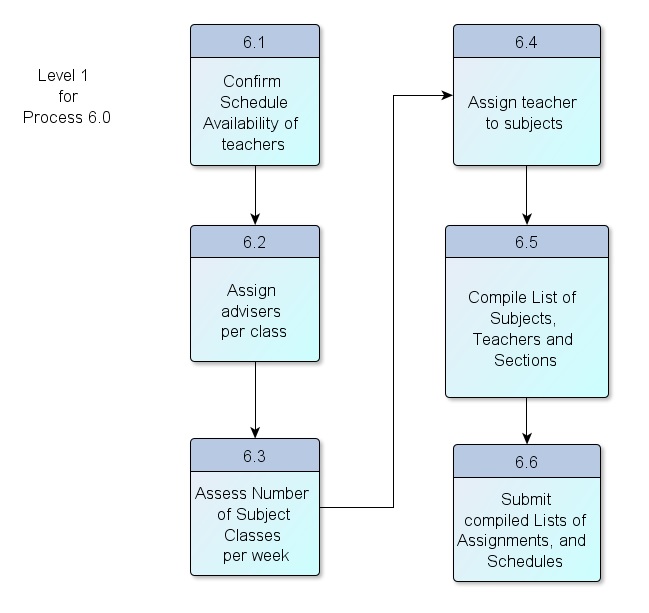 Level 1
for
Process 6.0
6.1
Confirm
Schedule
Availability of
teachers
6.2
Assign
advisers
per class
6.3
Assess Number
of Subject
Classes
per week
6.4
Assign teacher
to subjects
6.5
Compile List of
Subjects,
Teachers and
Sections
6.6
Submit
compiled Lists of
Assignments, and
Schedules